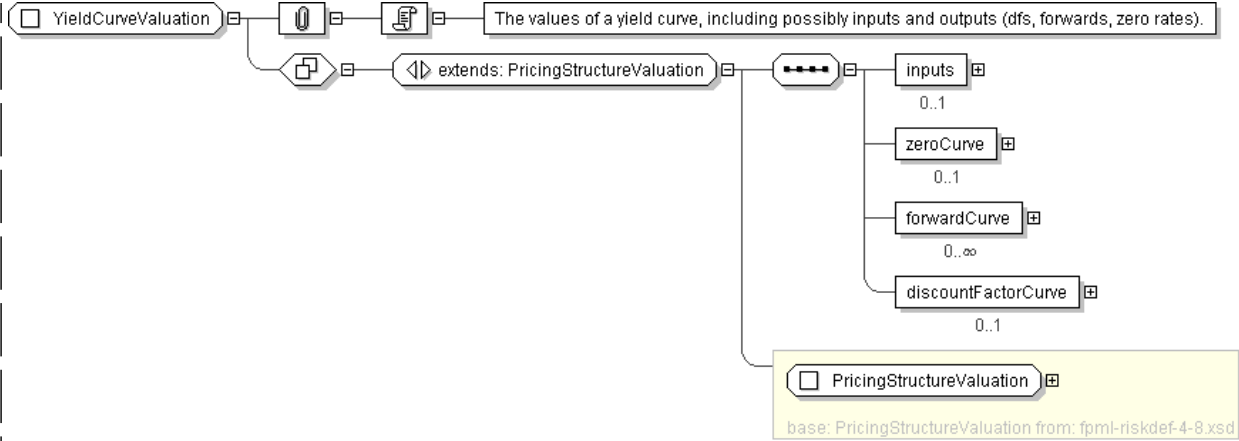 YieldCurveValuation
The values of a yield curve, including possibly inputs and outputs (dfs, forwards, zero rates).
extends: PricingStructureValuation
inputs
0..1
zeroCurve
0..1
forwardCurve
0..∞
discountFactorCurve
0..1
PricingStructureValuation
base: PricingStructureValuation from: fpml-riskdef-4-8.xsd